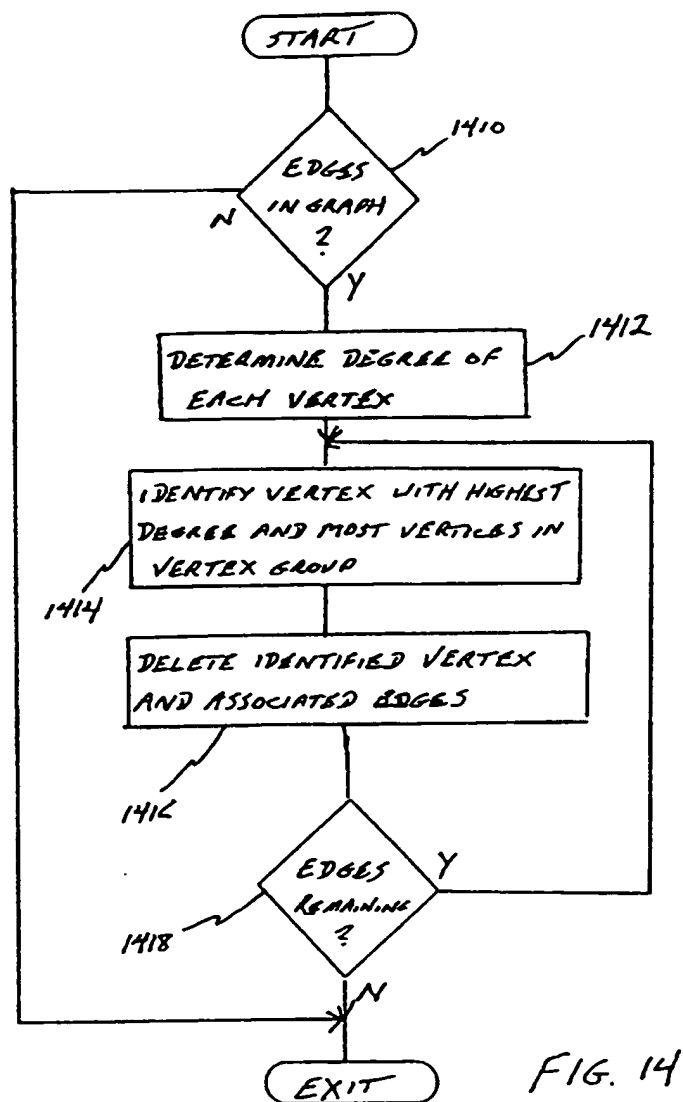 START
1410
EDGES
IN GRAPH
?
N
Y
1412
DETERMINE DEGREE OF
EACH VERTEX
IDENTIFY VERTEX WITH HIGHEST
DEGREE AND MOST VERTICES IN
VERTEX GROUP
1414
DELETE IDENTIFIED VERTEX
AND ASSOCIATED EDGES
1416
EDGES
REMAINING
?
Y
1418
N
EXIT
FIG. 14